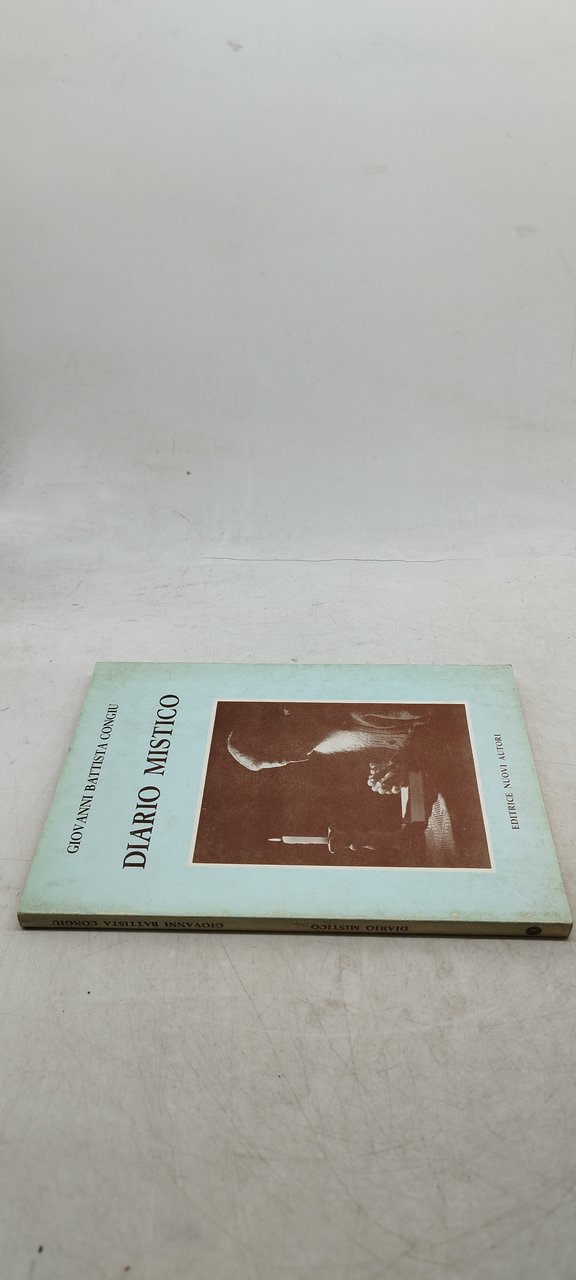 GIOVANNI BATTISTA CONGIU
DIARIO MISTICO
EDITRICE NUOVI AUTORI
GIOVANNI BATTISTA CONGIU
DIARIO MISTICO